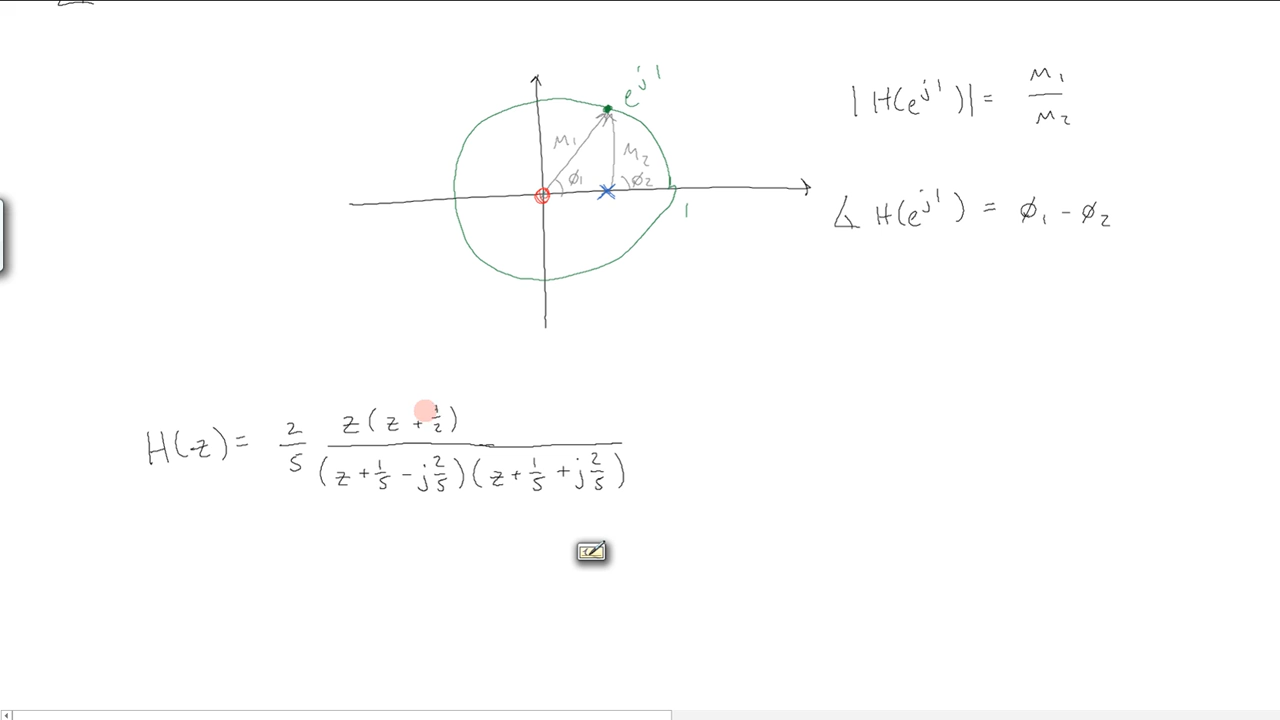 e^{j1}
|H(e^{j1})| = M₁/M₂
M₁
M₂
ϕ₁
ϕ₂
1
∡ H(e^{j1}) = ϕ₁ - ϕ₂
H(z) = 2/5 z(z + 1/2) / (z + 1/5 - j2/5)(z + 1/5 + j2/5)